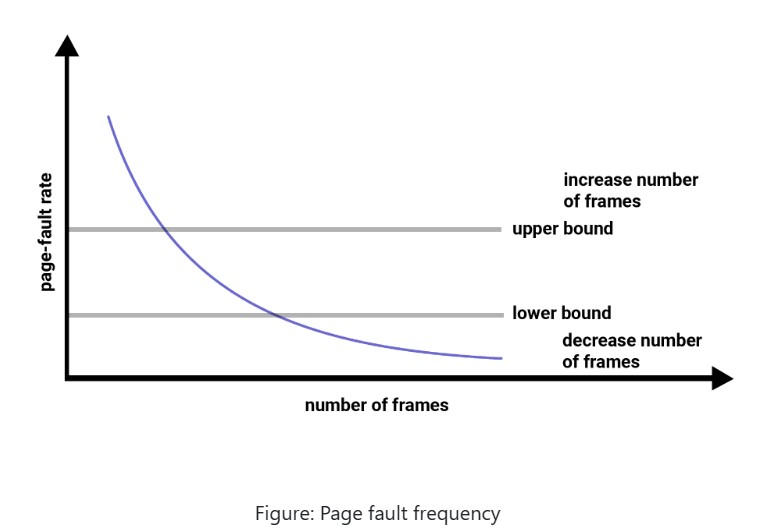 page-fault rate
increase number
of frames
upper bound
lower bound
decrease number
of frames
number of frames
Figure: Page fault frequency